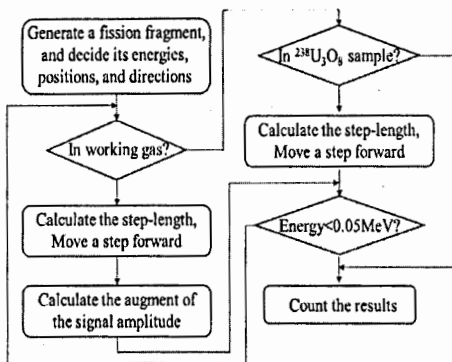 Generate a fission fragment,
and decide its energies,
positions, and directions
In working gas?
Calculate the step-length,
Move a step forward
Calculate the augment of
the signal amplitude
In ²³⁸U₃O₈ sample?
Calculate the step-length,
Move a step forward
Energy<0.05MeV?
Count the results